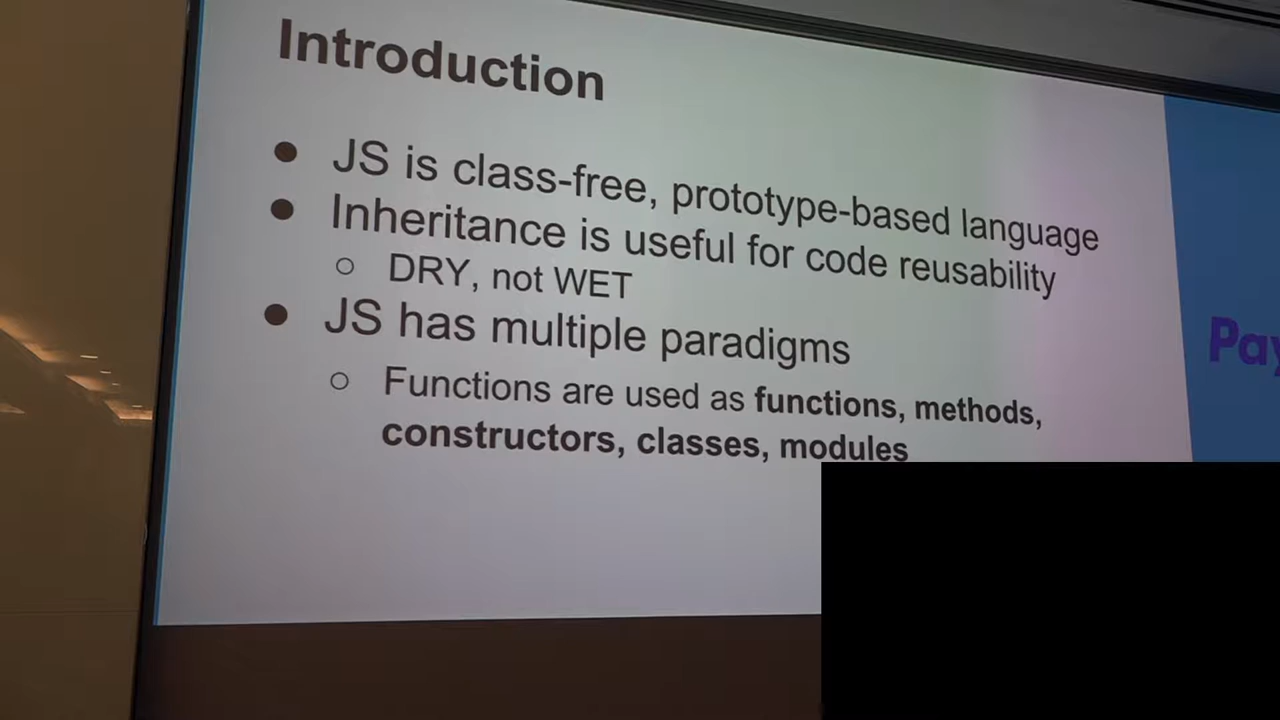 Introduction
JS is class-free, prototype-based language
Inheritance is useful for code reusability
DRY, not WET
JS has multiple paradigms
Functions are used as functions, methods,
constructors, classes, modules
Pay